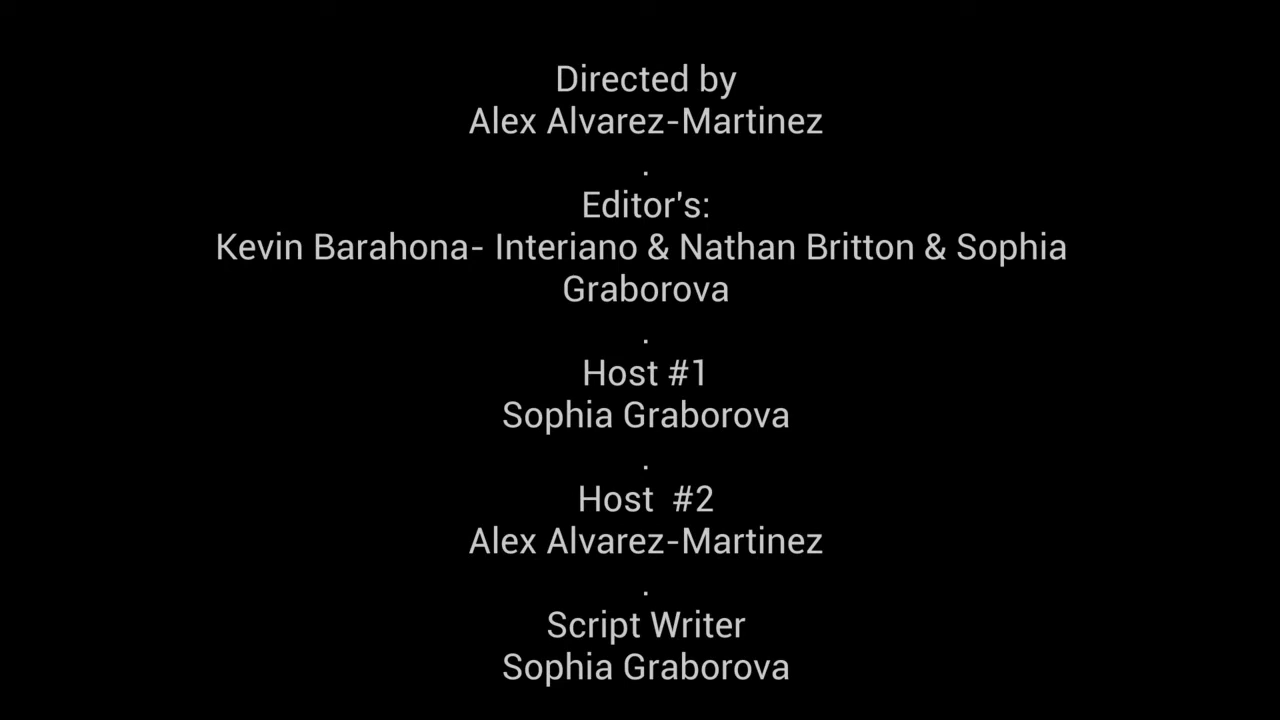 Directed by
Alex Alvarez-Martinez
.
Editor's:
Kevin Barahona- Interiano & Nathan Britton & Sophia
Graborova
.
Host #1
Sophia Graborova
.
Host  #2
Alex Alvarez-Martinez
.
Script Writer
Sophia Graborova